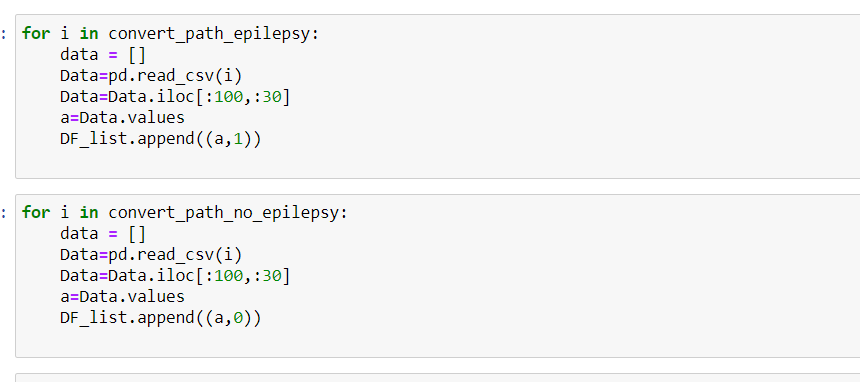 : for i in convert_path_epilepsy:
    data = []
    Data=pd.read_csv(i)
    Data=Data.iloc[:100,:30]
    a=Data.values
    DF_list.append((a,1))
: for i in convert_path_no_epilepsy:
    data = []
    Data=pd.read_csv(i)
    Data=Data.iloc[:100,:30]
    a=Data.values
    DF_list.append((a,0))